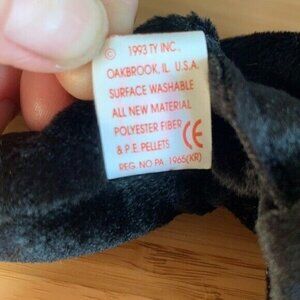 © 1993 TY INC.,
OAKBROOK, IL. U.S.A.
SURFACE WASHABLE
ALL NEW MATERIAL
POLYESTER FIBER
& P.E. PELLETS CE
REG. NO PA. 1965(KR)